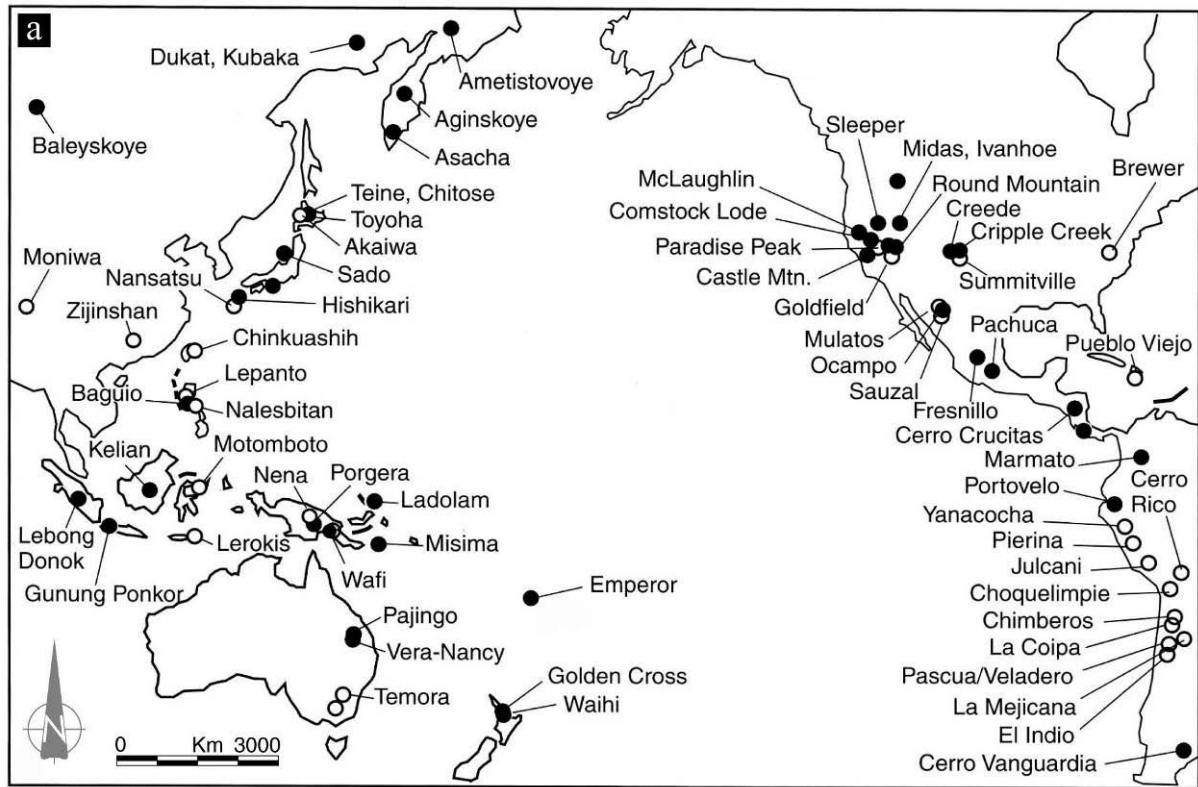 a
Dukat, Kubaka
Ametistovoye
Aginskoye
Baleyskoye
Asacha
Teine, Chitose
Toyoha
Akaiwa
Moniwa
Sado
Nansatsu
Hishikari
Zijinshan
Chinkuashih
Lepanto
Baguio
Nalesbitan
Kelian
Motomboto
Nena
Porgera
Ladolam
Lebong
Donok
Lerokis
Misima
Wafi
Gunung Ponkor
Emperor
Pajingo
Vera-Nancy
Temora
Golden Cross
Waihi
N
0 Km 3000
Sleeper
Midas, Ivanhoe
McLaughlin
Round Mountain
Brewer
Comstock Lode
Creede
Cripple Creek
Paradise Peak
Castle Mtn.
Summitville
Goldfield
Mulatos
Pachuca
Pueblo Viejo
Ocampo
Sauzal
Fresnillo
Cerro Crucitas
Marmato
Cerro
Rico
Portovelo
Yanacocha
Pierina
Julcani
Choquelimpie
Chimberos
La Coipa
Pascua/Veladero
La Mejicana
El Indio
Cerro Vanguardia